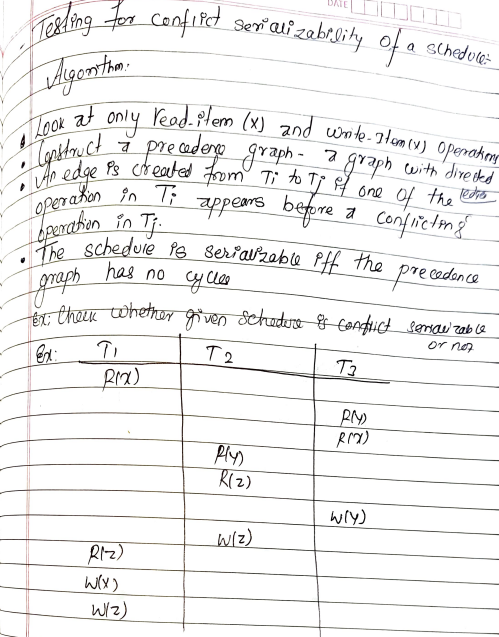 DATE
- Testing for conflict serializability of a schedule:-
Algorithm:
• Look at only read-item (x) and write-Item(x) Operations
• Construct a precedence graph - a graph with directed edges
• An edge is created from Ti to Tj if one of the
operation in Ti appears before a conflicting
operation in Tj.
• The schedule is serializable iff the precedence
graph has no cycles
Ex: Check whether given schedule is conflict serializable
or not
Ex: T1 T2 T3
R(x)
R(y)
R(x)
R(y)
R(z)
W(y)
W(z)
R(z)
W(x)
W(z)